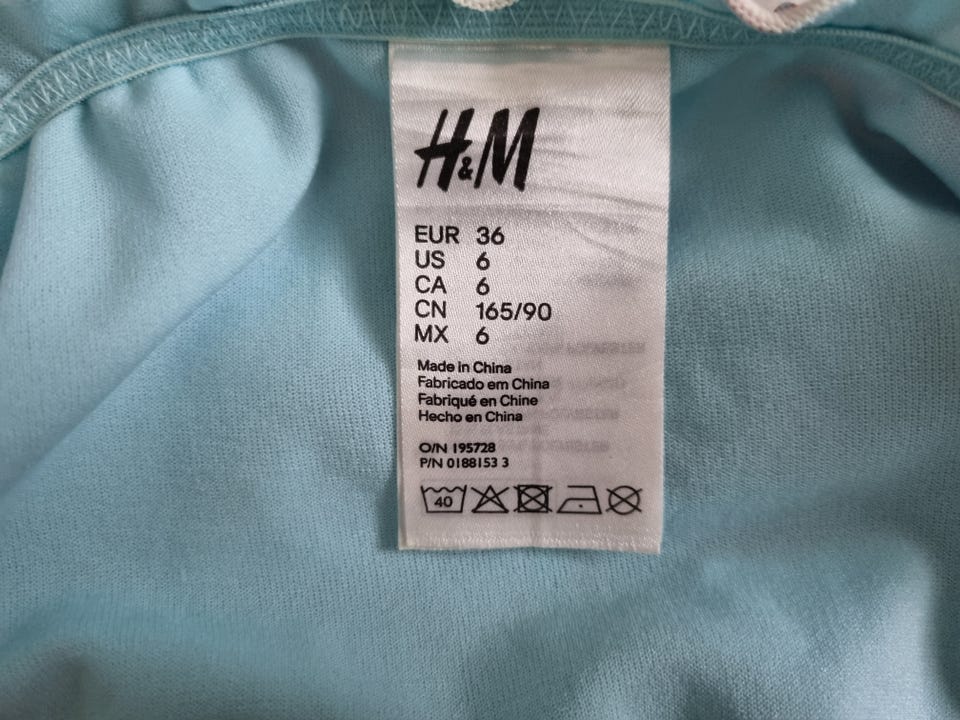 H&M
EUR 36
US 6
CA 6
CN 165/90
MX 6
Made in China
Fabricado em China
Fabriqué en Chine
Hecho en China
O/N 195728
P/N 0188153 3
40